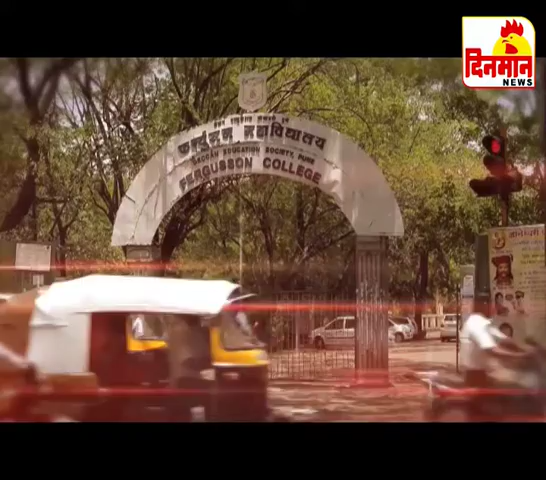 दिनमान
NEWS
फर्ग्युसन महाविद्यालय
DECCAN EDUCATION SOCIETY, PUNE
FERGUSSON COLLEGE